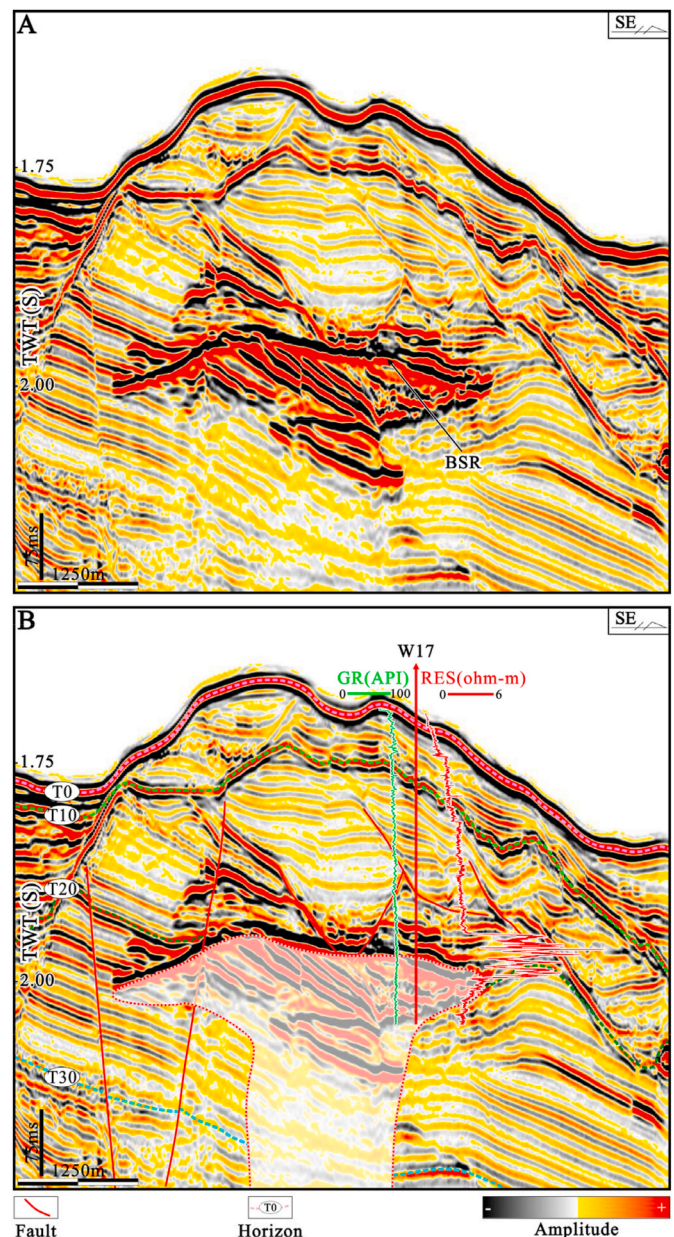 A
SE
1.75
TWT (S)
2.00
BSR
75ms
1250m
B
SE
W17
GR(API)
RES(ohm-m)
0
100
0
6
1.75
T0
T10
T20
TWT (S)
2.00
T30
75ms
1250m
T0
-
+
Fault
Horizon
Amplitude